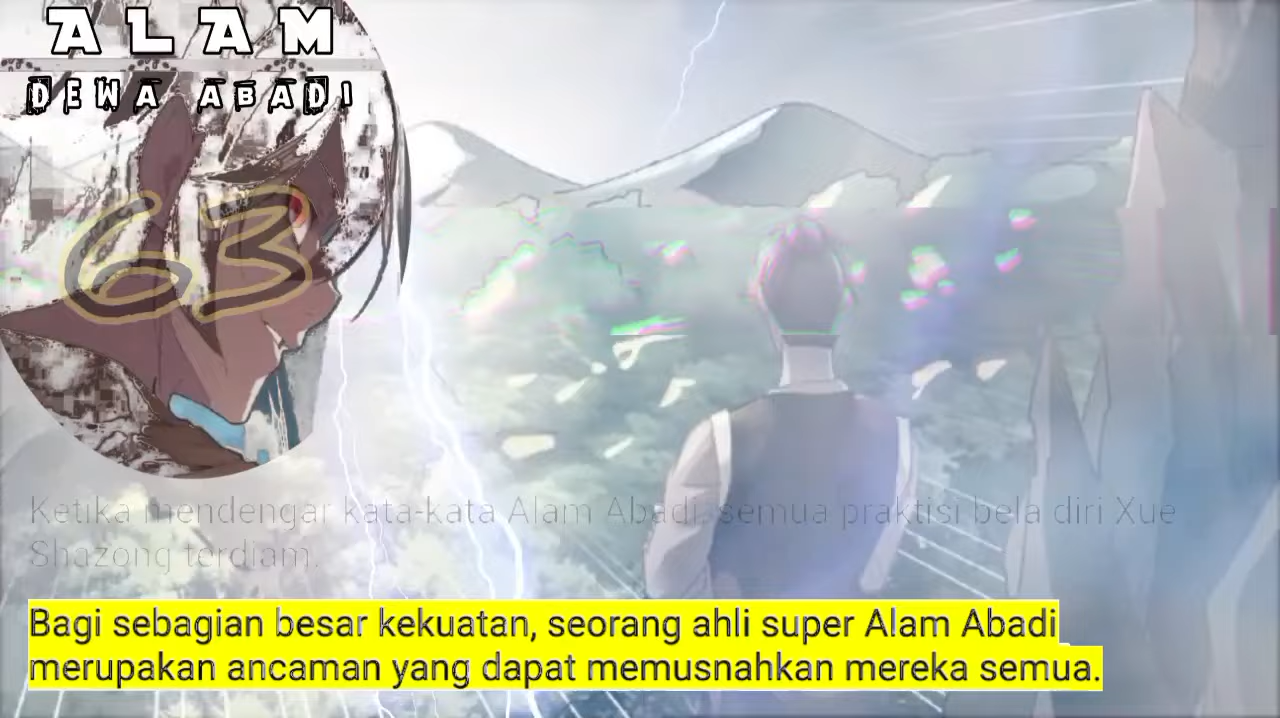 ALAM
DEWA ABADI
63
Ketika mendengar kata-kata Alam Abadi, semua praktisi bela diri Xue
Shazong terdiam.
Bagi sebagian besar kekuatan, seorang ahli super Alam Abadi
merupakan ancaman yang dapat memusnahkan mereka semua.